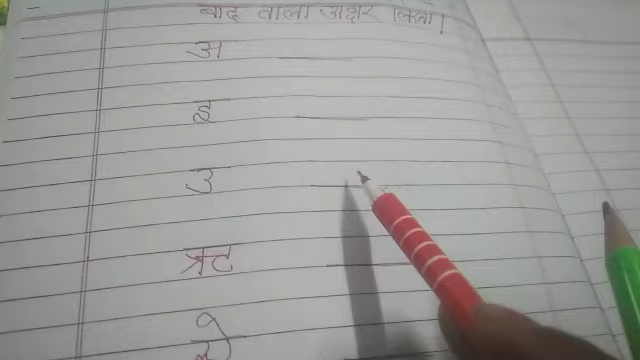 बाद वाला अक्षर लिखो।
अ
इ
उ
ऋ
ऐ